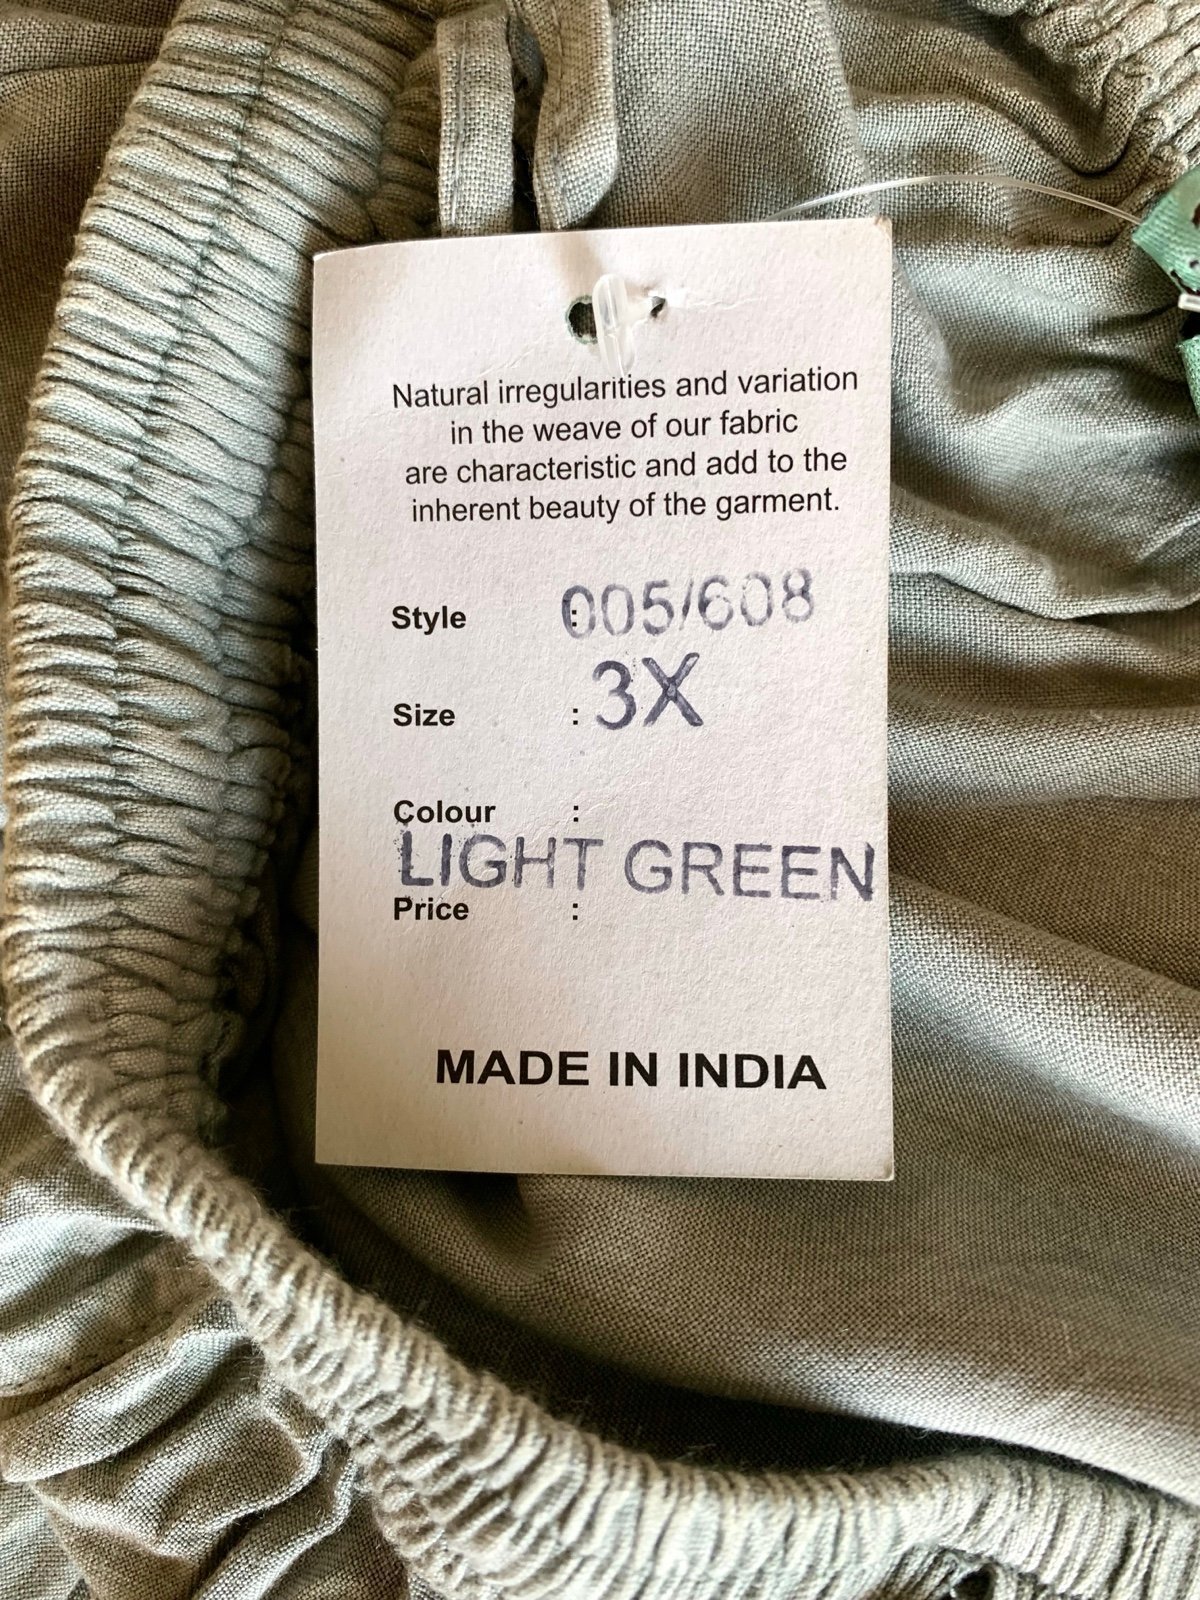 Natural irregularities and variation
in the weave of our fabric
are characteristic and add to the
inherent beauty of the garment.
Style : 005/608
Size : 3X
Colour :
LIGHT GREEN
Price :
MADE IN INDIA